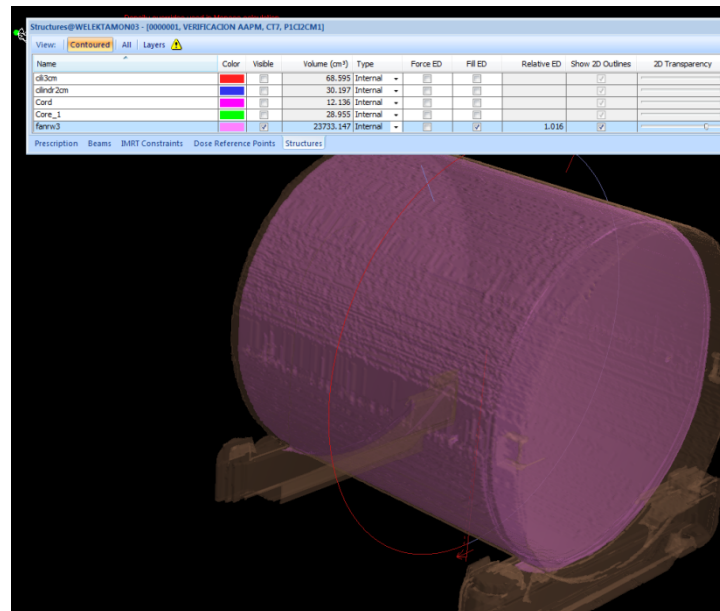 Structures@WELEKTAMON03 - {0000001, VERIFICACION AAPM, CT7, P1CI2CM1}
View: Contoured All Layers
Name Color Visible Volume (cm³) Type Force ED Fill ED Relative ED Show 2D Outlines 2D Transparency
cili3cm 68.595 Internal
cilindr2cm 30.197 Internal
Cord 12.136 Internal
Core_1 28.955 Internal
fanrw3 23733.147 Internal 1.016
Prescription Beams IMRT Constraints Dose Reference Points Structures